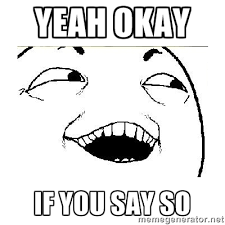 YEAH OKAY
IF YOU SAY SO
memegenerator.net